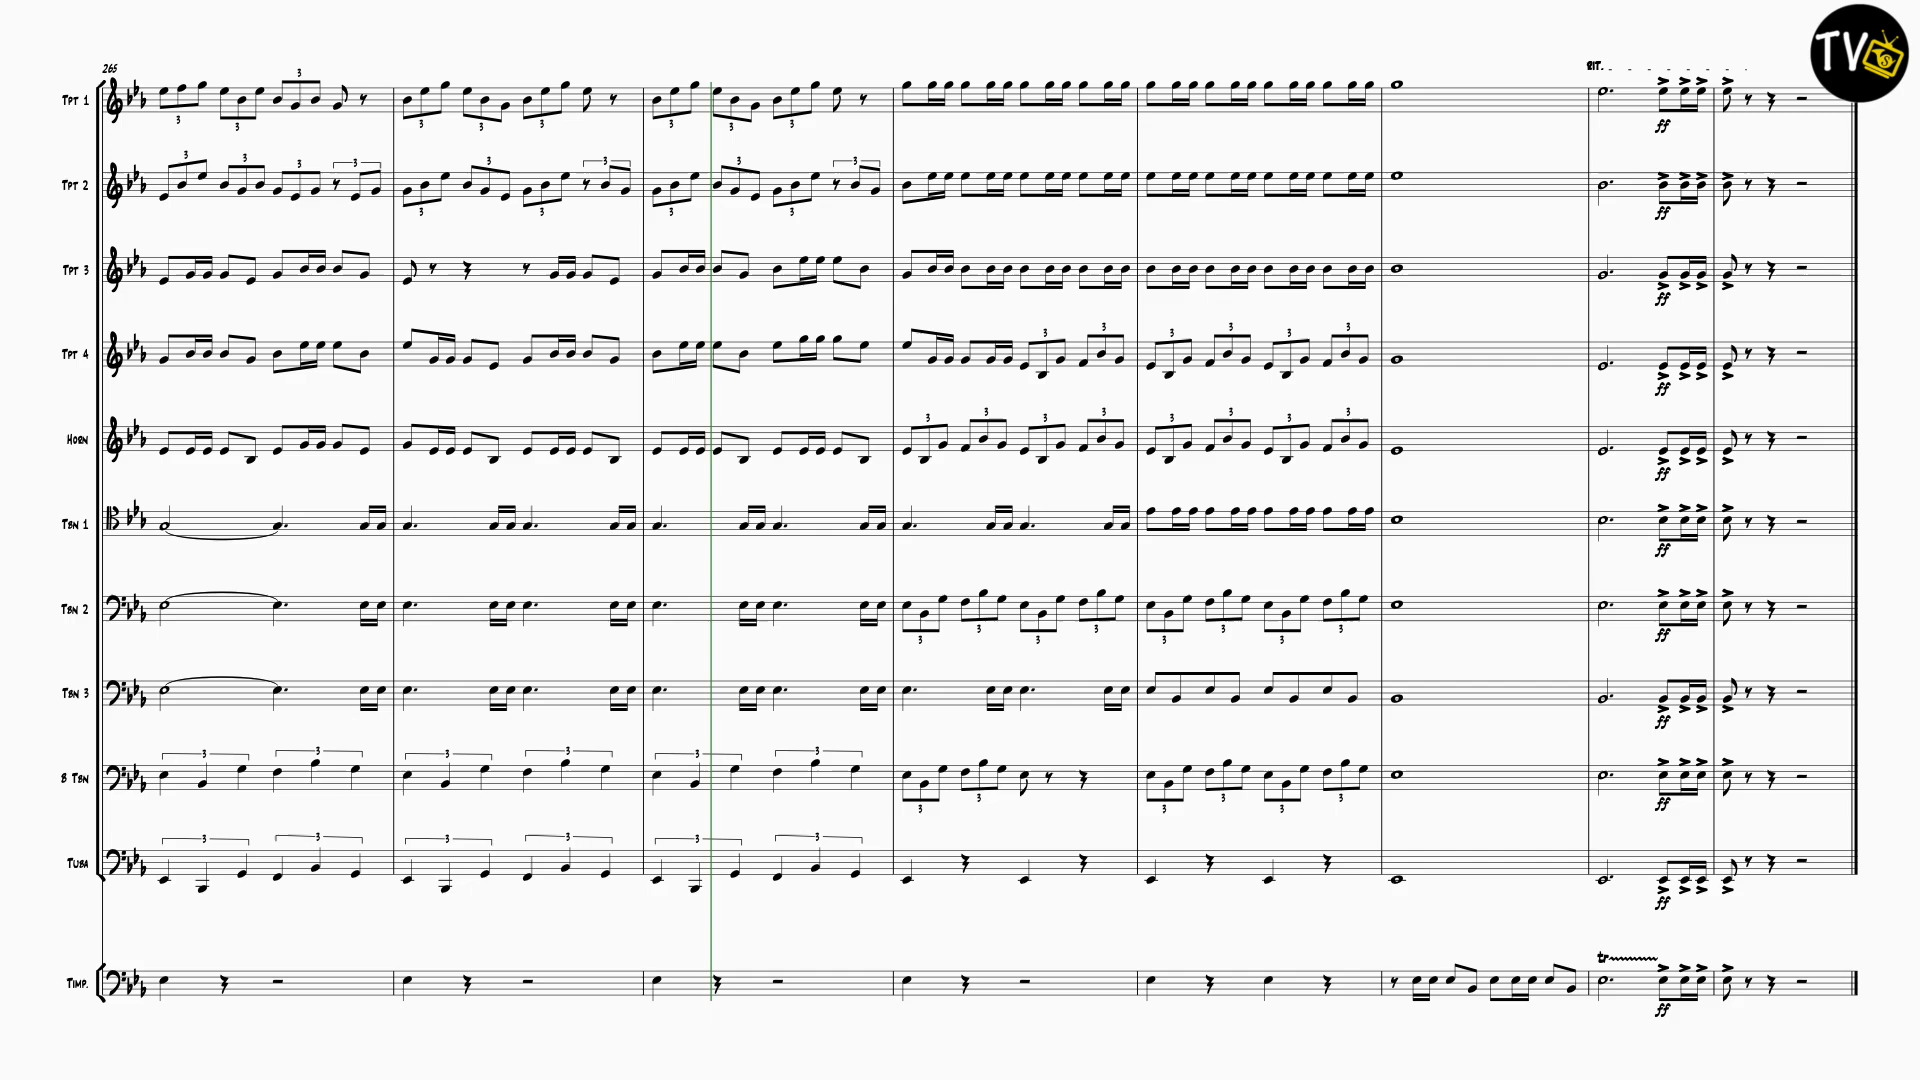 TV
265
RIT.
TPT 1
ff
TPT 2
ff
TPT 3
ff
TPT 4
ff
HORN
ff
TBN 1
ff
TBN 2
ff
TBN 3
ff
B TBN
ff
TUBA
ff
tr
TIMP.
ff